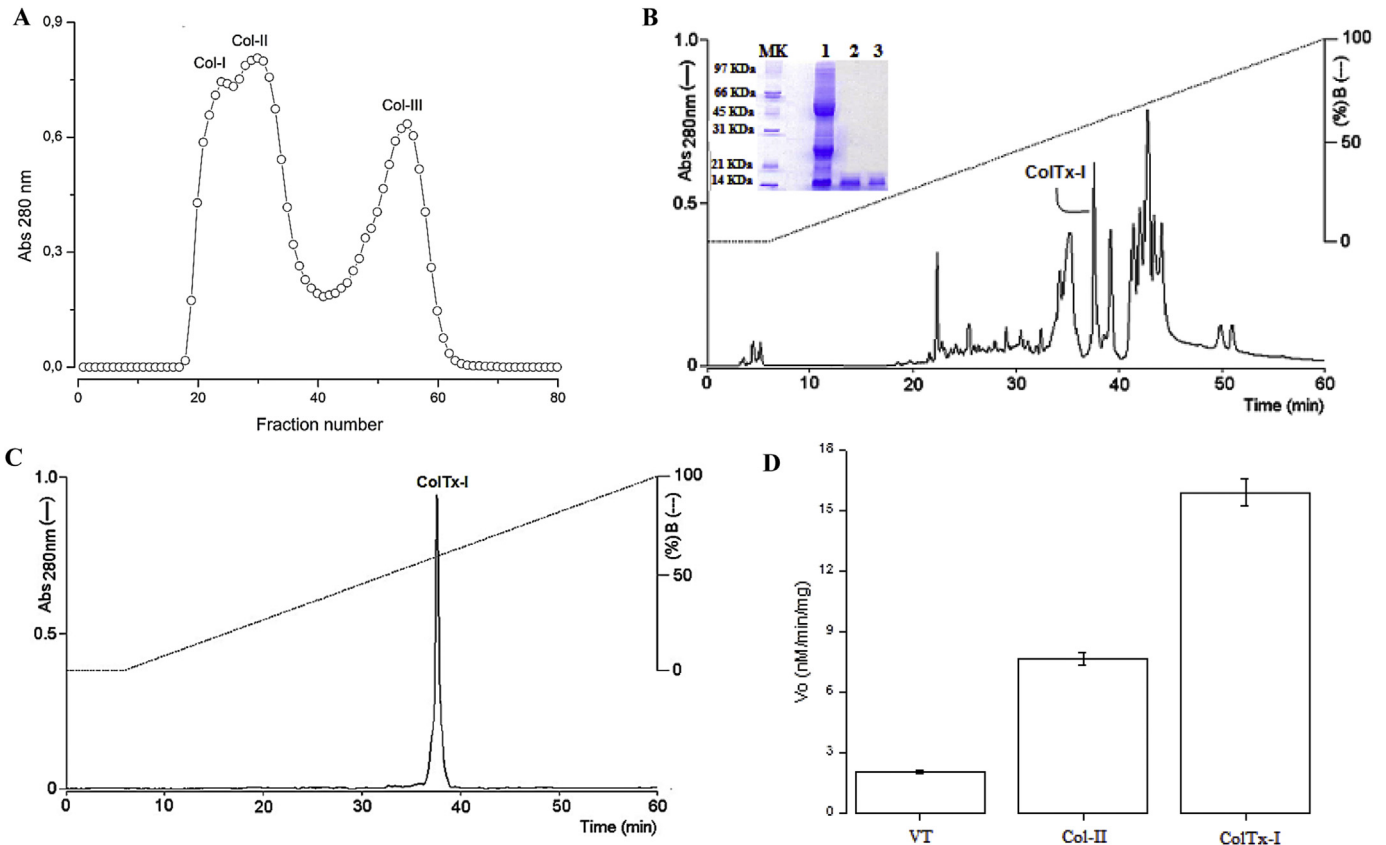 A
0,9
0,6
0,3
0,0
Abs 280 nm
Col-I
Col-II
Col-III
0
20
40
60
80
Fraction number
B
1.0
0.5
0
Abs 280nm (—)
MK 1 2 3
97 KDa
66 KDa
45 KDa
31 KDa
21 KDa
14 KDa
ColTx-I
100
50
0
(%) B (---)
0 10 20 30 40 50 60
Time (min)
C
1.0
0.5
0
Abs 280nm (—)
ColTx-I
100
50
0
(%) B (---)
0 10 20 30 40 50 60
Time (min)
D
18
15
12
9
6
3
0
Vo (nM/min/mg)
VT
Col-II
ColTx-I